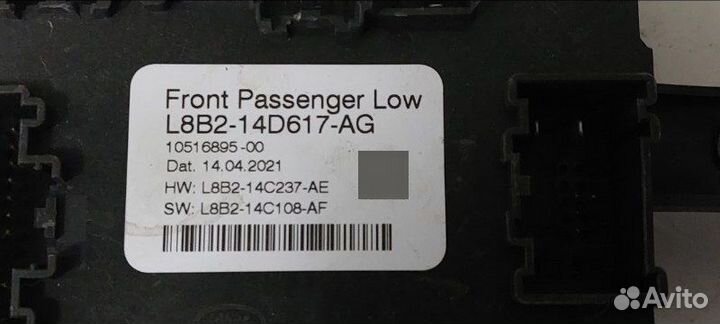 Front Passenger Low
L8B2-14D617-AG
10516895-00
Dat. 14.04.2021
HW: L8B2-14C237-AE
SW: L8B2-14C108-AF
Avito